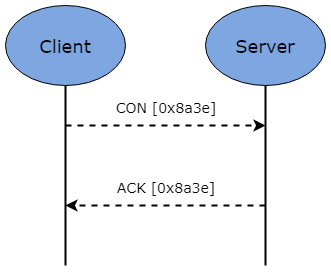 Client
Server
CON [0x8a3e]
ACK [0x8a3e]